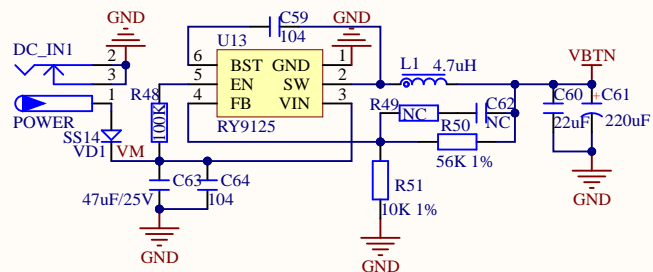 GND
C59
104
GND
U13
DC_IN1
2
3
1
POWER
R48
100K
SS14
VD1
VM
6
5
4
BST
EN
FB
GND
SW
VIN
1
2
3
RY9125
L1
4.7uH
VBTN
R49
NC
C62
NC
R50
56K 1%
C60
22uF
+
C61
220uF
GND
C63
47uF/25V
C64
104
R51
10K 1%
GND
GND